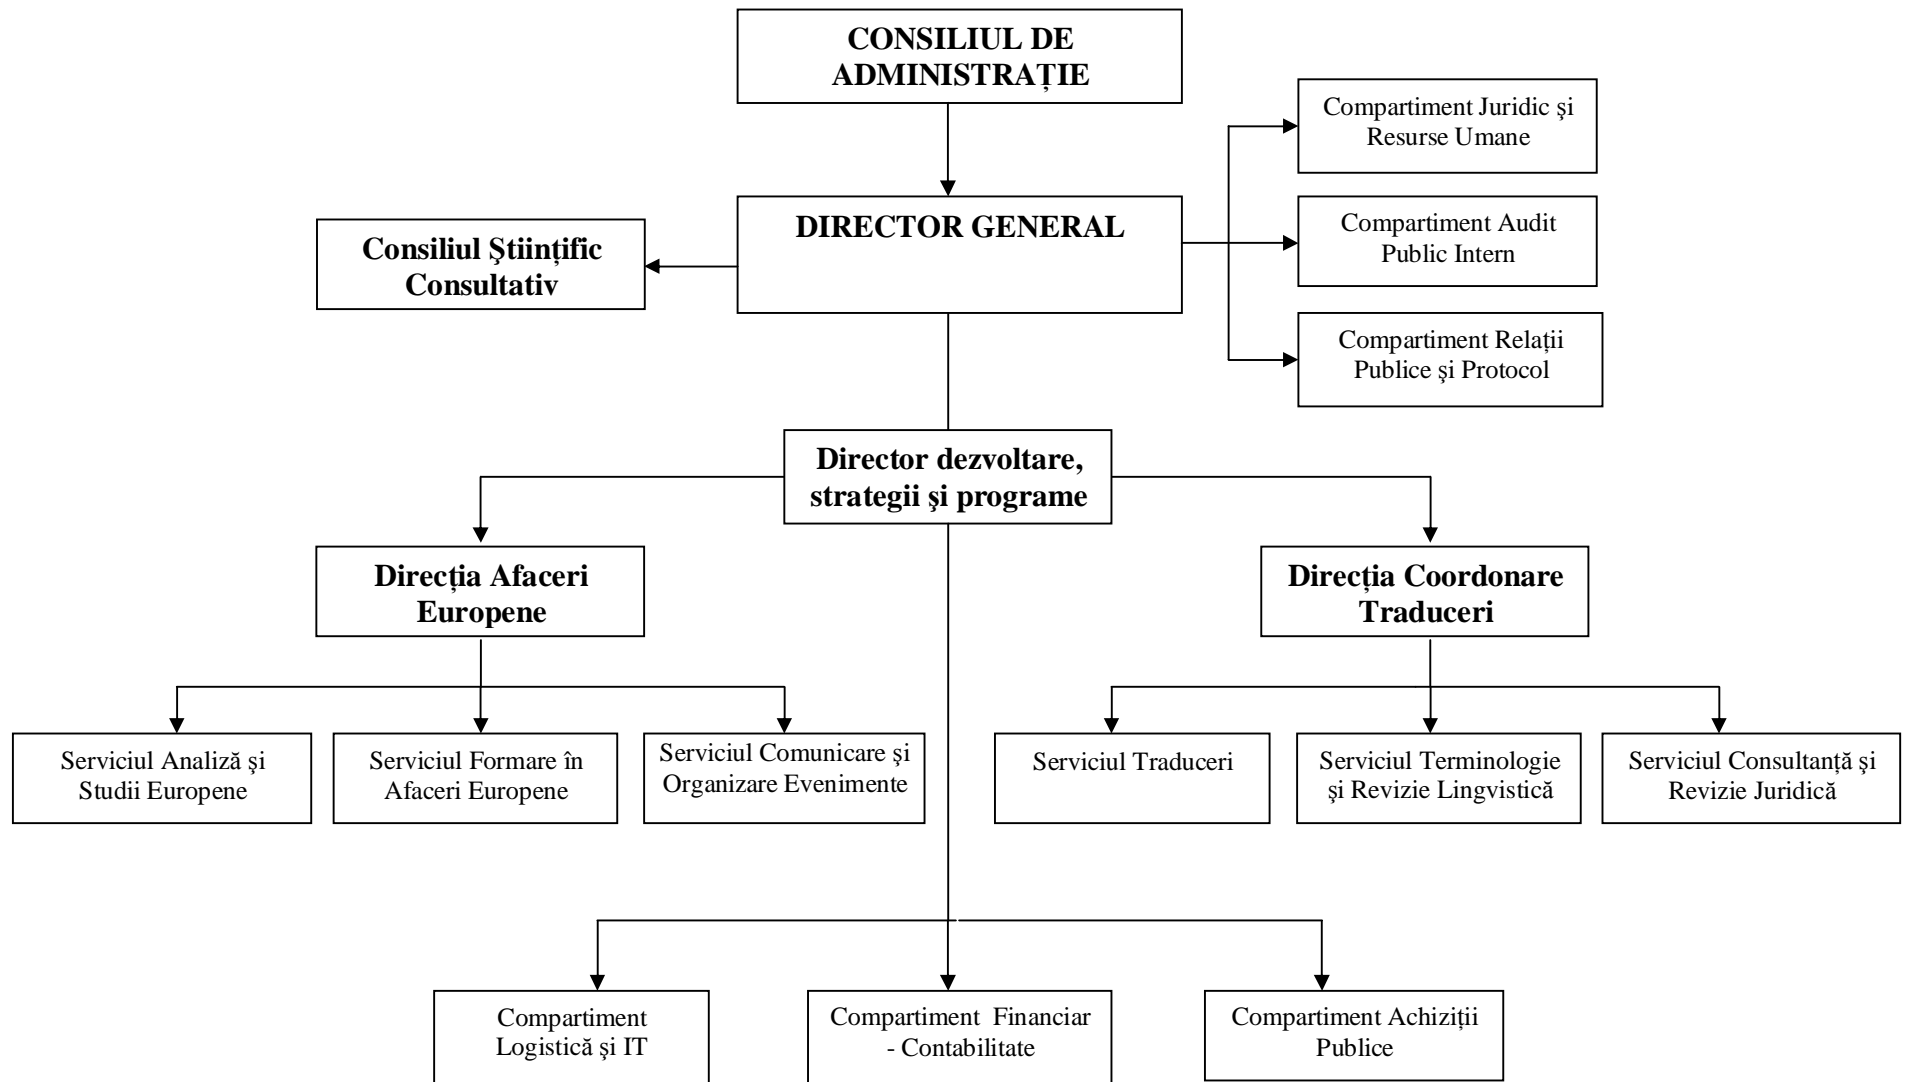 CONSILIUL DE
ADMINISTRAȚIE
Compartiment Juridic şi
Resurse Umane
DIRECTOR GENERAL
Compartiment Audit
Public Intern
Consiliul Ştiințific
Consultativ
Compartiment Relații
Publice şi Protocol
Director dezvoltare,
strategii şi programe
Direcția Afaceri
Europene
Direcția Coordonare
Traduceri
Serviciul Analiză şi
Studii Europene
Serviciul Formare în
Afaceri Europene
Serviciul Comunicare şi
Organizare Evenimente
Serviciul Traduceri
Serviciul Terminologie
şi Revizie Lingvistică
Serviciul Consultanță şi
Revizie Juridică
Compartiment
Logistică şi IT
Compartiment Financiar
- Contabilitate
Compartiment Achiziții
Publice